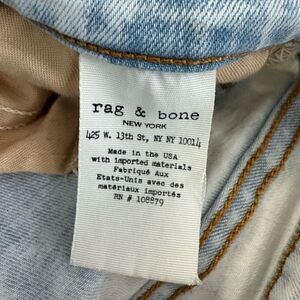 rag & bone
NEW YORK
425 W. 13th St, NY NY 10014
Made in the USA
with imported materials
Fabriqué Aux
Etats-Unis avec des
matériaux importés
RN # 108879